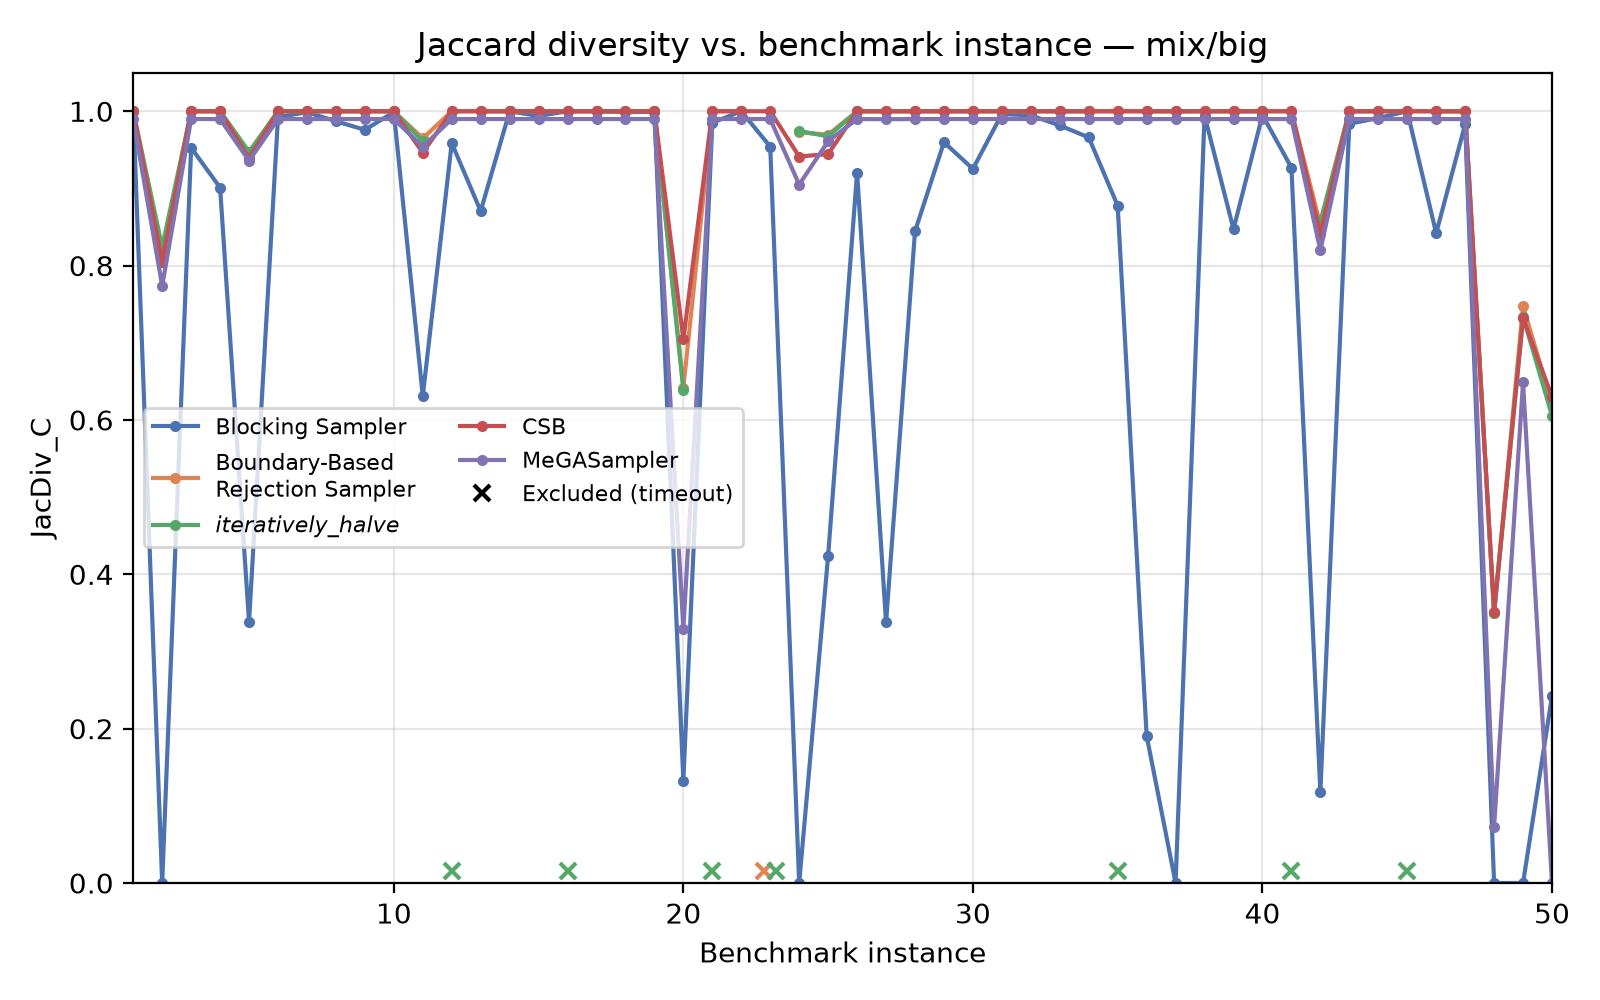 Jaccard diversity vs. benchmark instance — mix/big
JacDiv_C
1.0
0.8
0.6
0.4
0.2
0.0
Blocking Sampler
Boundary-Based
Rejection Sampler
iteratively_halve
CSB
MeGASampler
Excluded (timeout)
10 20 30 40 50
Benchmark instance